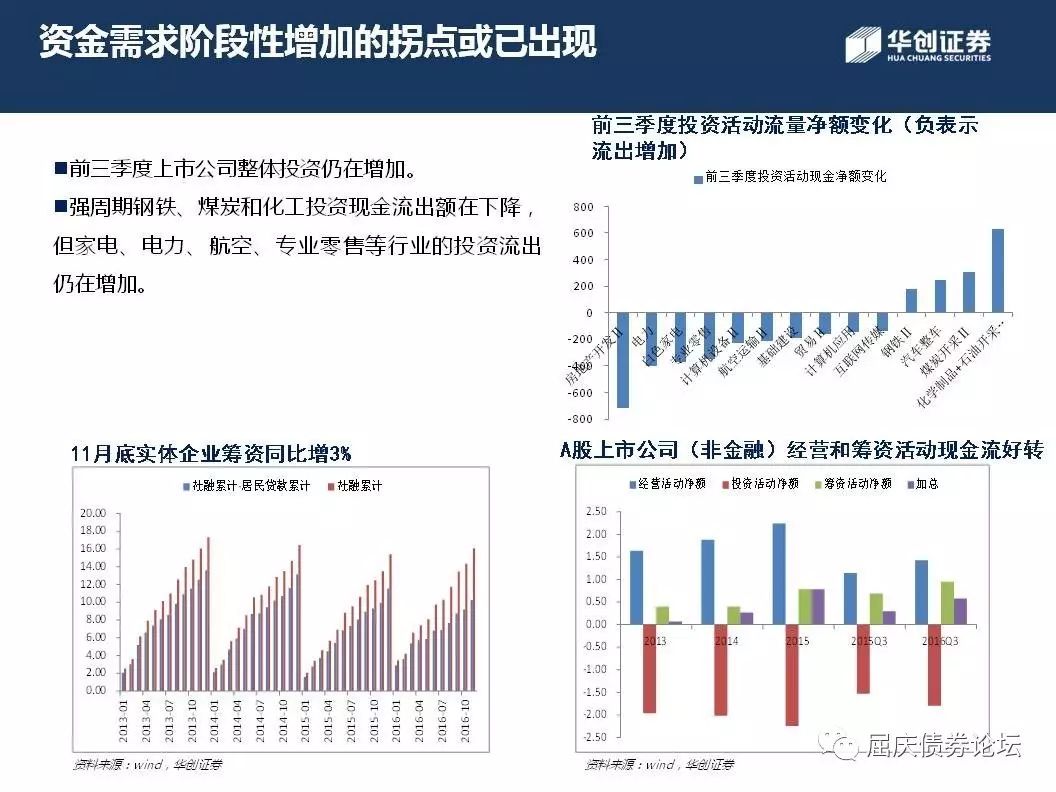 资金需求阶段性增加的拐点或已出现
华创证券
HUA CHUANG SECURITIES
■前三季度上市公司整体投资仍在增加。
■强周期钢铁、煤炭和化工投资现金流出额在下降，
但家电、电力、航空、专业零售等行业的投资流出
仍在增加。
前三季度投资活动流量净额变化（负表示
流出增加）
前三季度投资活动现金净额变化
800
600
400
200
0
-200
-400
-600
-800
房地产开发Ⅱ
电力
白色家电
专业零售
计算机设备Ⅱ
航空运输Ⅱ
基础建设
贸易Ⅱ
计算机应用
互联网传媒
钢铁Ⅱ
汽车整车
煤炭开采Ⅱ
化学制品+石油开采…
11月底实体企业筹资同比增3%
社融累计-居民贷款累计 社融累计
20.00
18.00
16.00
14.00
12.00
10.00
8.00
6.00
4.00
2.00
0.00
2013-01 2013-04 2013-07 2013-10 2014-01 2014-04 2014-07 2014-10 2015-01 2015-04 2015-07 2015-10 2016-01 2016-04 2016-07 2016-10
资料来源：wind，华创证券
A股上市公司（非金融）经营和筹资活动现金流好转
经营活动净额 投资活动净额 筹资活动净额 加总
2.50
2.00
1.50
1.00
0.50
0.00
-0.50
-1.00
-1.50
-2.00
-2.50
2013 2014 2015 2015Q3 2016Q3
资料来源：wind，华创证券
屈庆债券论坛